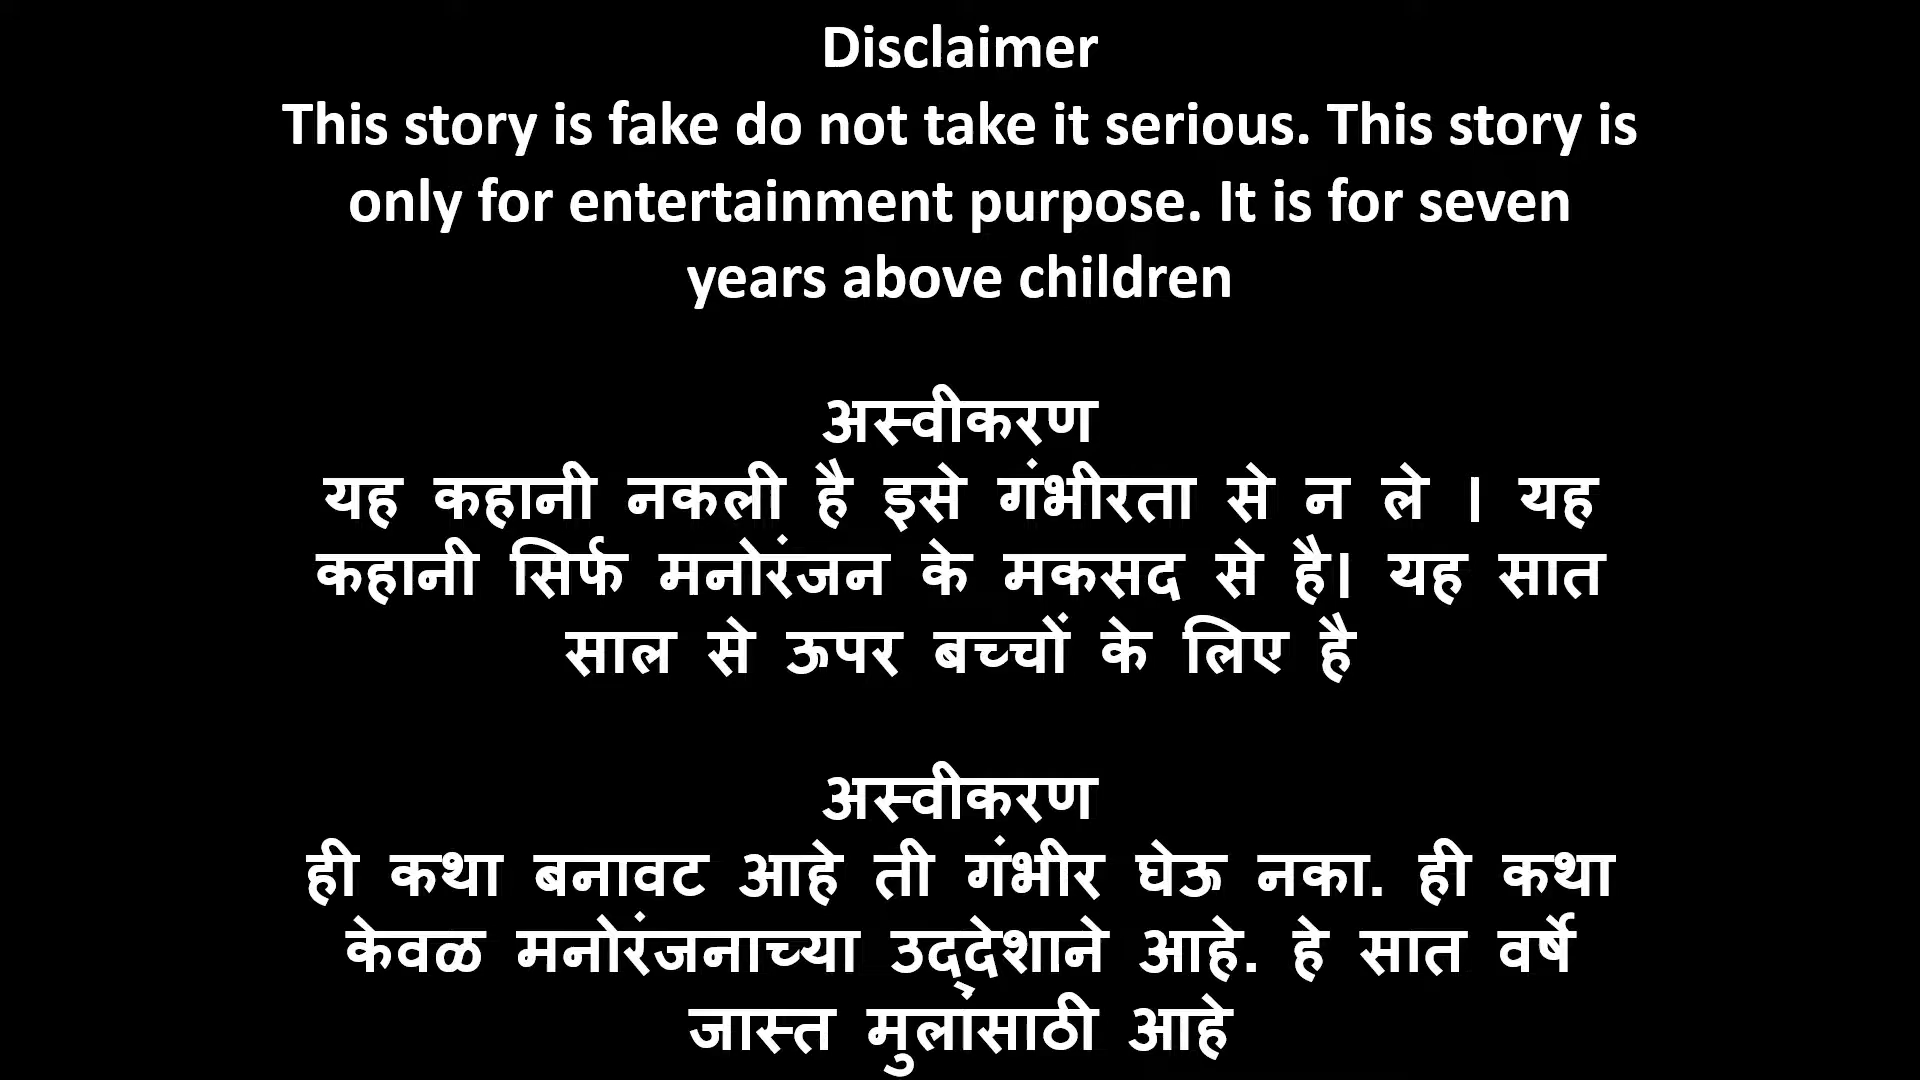 Disclaimer
This story is fake do not take it serious. This story is
only for entertainment purpose. It is for seven
years above children
अस्वीकरण
यह कहानी नकली है इसे गंभीरता से न ले । यह
कहानी सिर्फ मनोरंजन के मकसद से है। यह सात
साल से ऊपर बच्चों के लिए है
अस्वीकरण
ही कथा बनावट आहे ती गंभीर घेऊ नका. ही कथा
केवळ मनोरंजनाच्या उद्देशाने आहे. हे सात वर्षे
जास्त मुलांसाठी आहे